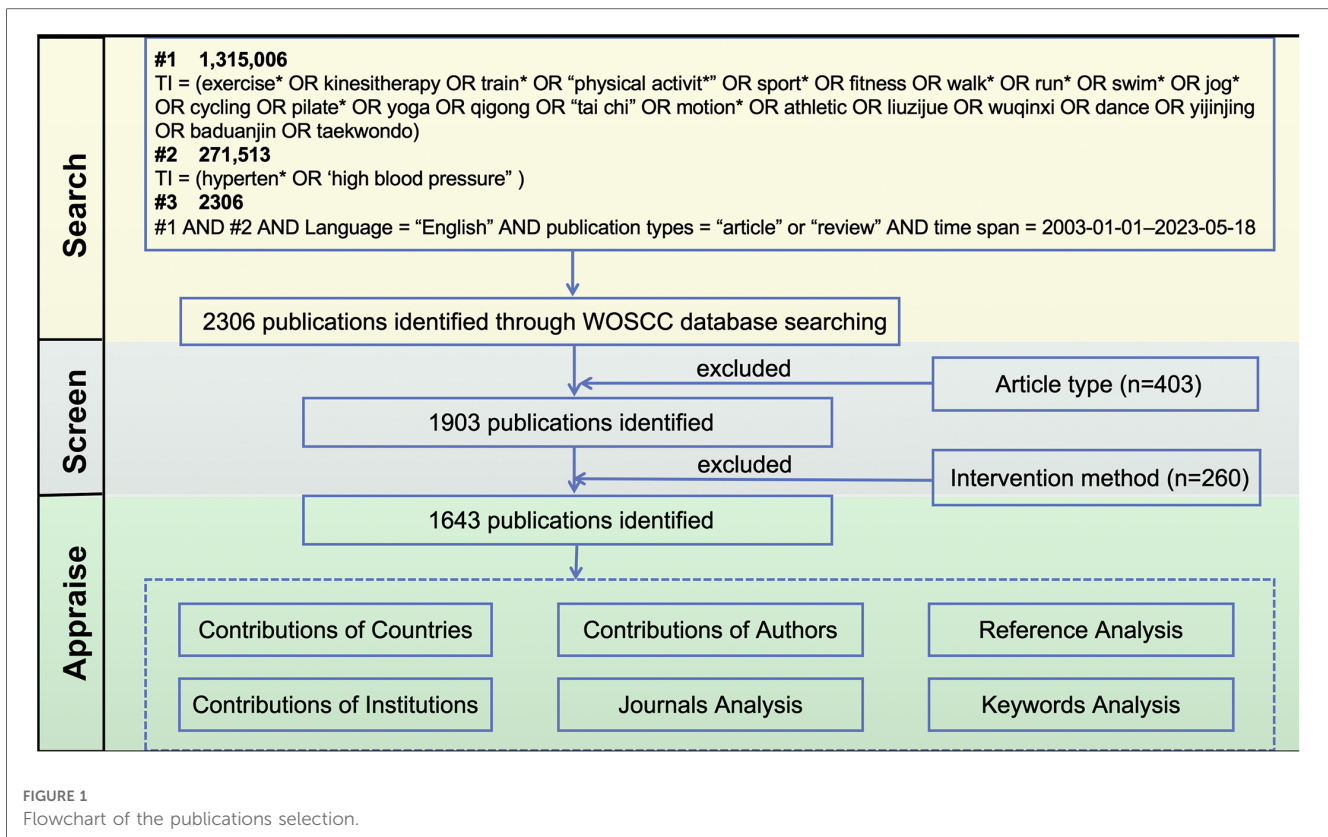 Search
#1 1,315,006
TI = (exercise* OR kinesitherapy OR train* OR “physical activit*” OR sport* OR fitness OR walk* OR run* OR swim* OR jog*
OR cycling OR pilate* OR yoga OR qigong OR “tai chi” OR motion* OR athletic OR liuzijue OR wuqinxi OR dance OR yijinjing
OR baduanjin OR taekwondo)
#2 271,513
TI = (hyperten* OR ‘high blood pressure” )
#3 2306
#1 AND #2 AND Language = “English” AND publication types = “article” or “review” AND time span = 2003-01-01–2023-05-18
2306 publications identified through WOSCC database searching
Screen
excluded
Article type (n=403)
1903 publications identified
excluded
Intervention method (n=260)
Appraise
1643 publications identified
Contributions of Countries
Contributions of Authors
Reference Analysis
Contributions of Institutions
Journals Analysis
Keywords Analysis
FIGURE 1
Flowchart of the publications selection.